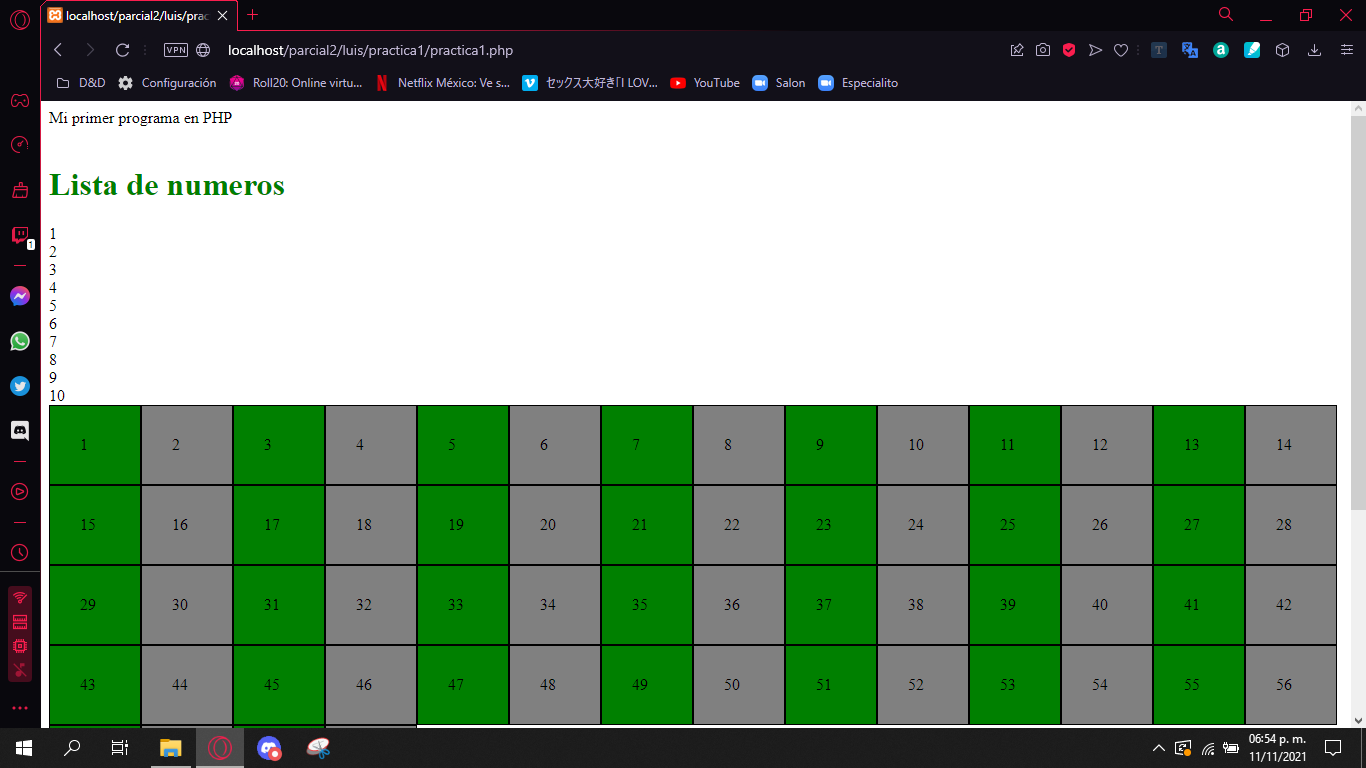 localhost/parcial2/luis/prac
VPN
localhost/parcial2/luis/practica1/practica1.php
D&D Configuración Roll20: Online virtu... Netflix México: Ve s... セックス大好き「I LOV... YouTube Salon Especialito
Mi primer programa en PHP
Lista de numeros
1
2
3
4
5
6
7
8
9
10
1 2 3 4 5 6 7 8 9 10 11 12 13 14
15 16 17 18 19 20 21 22 23 24 25 26 27 28
29 30 31 32 33 34 35 36 37 38 39 40 41 42
43 44 45 46 47 48 49 50 51 52 53 54 55 56
1
06:54 p. m.
11/11/2021